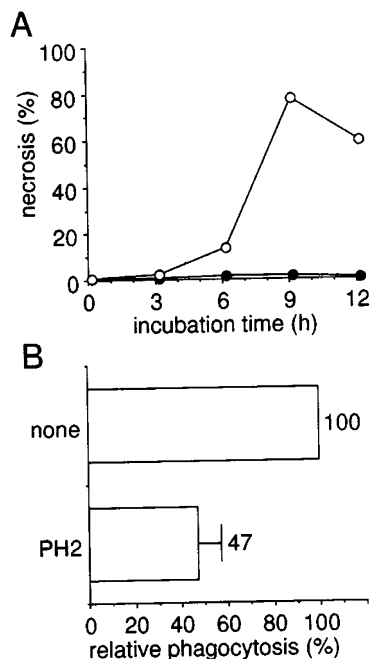 A
100
80
60
40
20
0
necrosis (%)
0 3 6 9 12
incubation time (h)
B
none
100
PH2
47
0 20 40 60 80 100
relative phagocytosis (%)